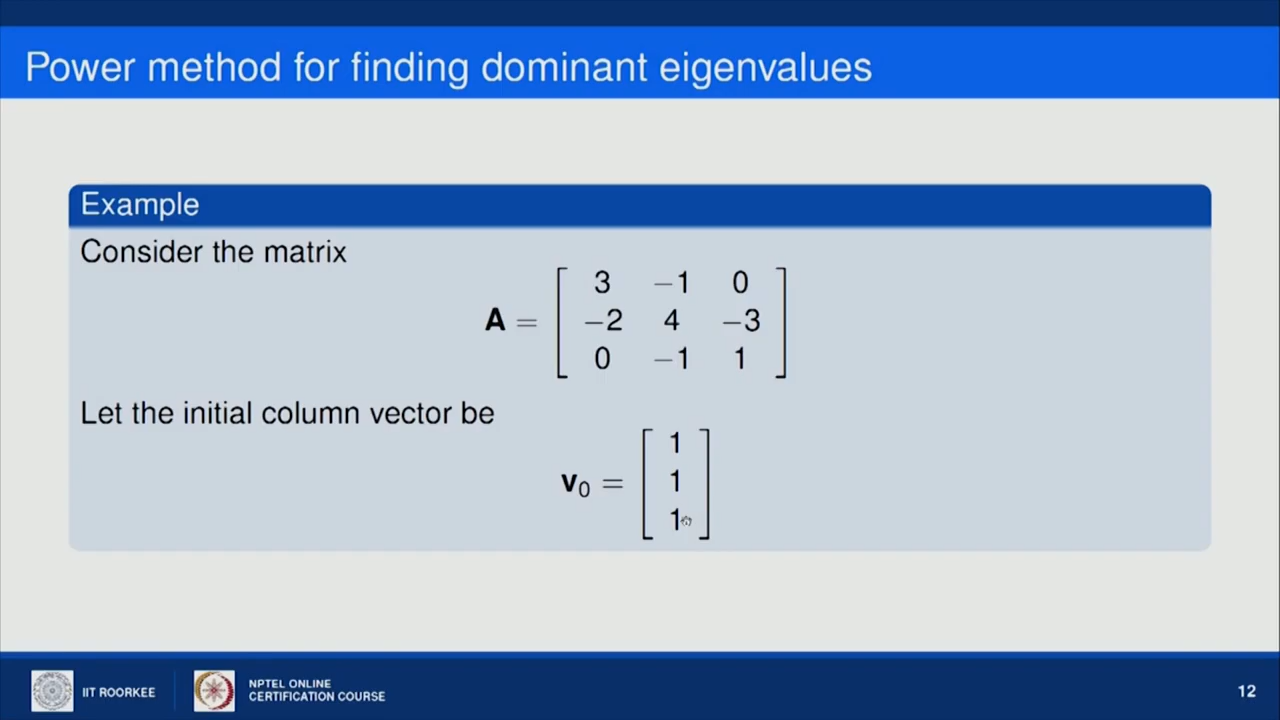 Power method for finding dominant eigenvalues
Example
Consider the matrix
A = [ 3 −1 0
−2 4 −3
0 −1 1 ]
Let the initial column vector be
v₀ = [ 1
1
1 ]
IIT ROORKEE
NPTEL ONLINE
CERTIFICATION COURSE
12